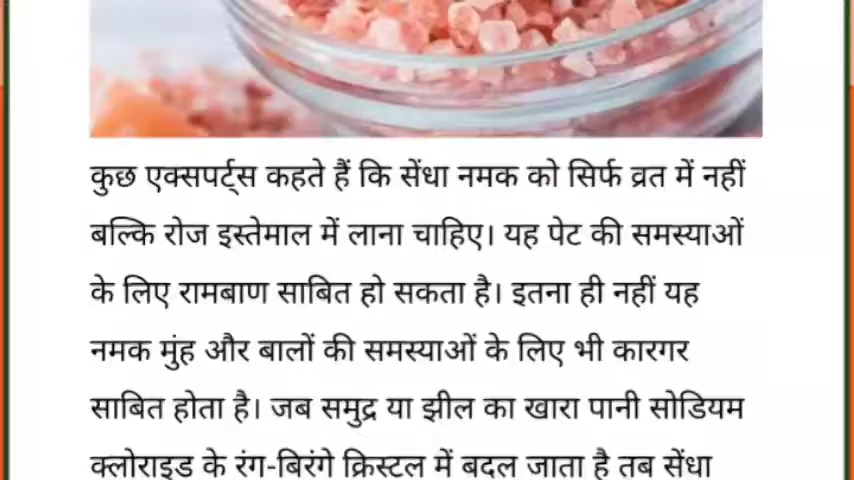 कुछ एक्सपर्ट्स कहते हैं कि सेंधा नमक को सिर्फ व्रत में नहीं
बल्कि रोज इस्तेमाल में लाना चाहिए। यह पेट की समस्याओं
के लिए रामबाण साबित हो सकता है। इतना ही नहीं यह
नमक मुंह और बालों की समस्याओं के लिए भी कारगर
साबित होता है। जब समुद्र या झील का खारा पानी सोडियम
क्लोराइड के रंग-बिरंगे क्रिस्टल में बदल जाता है तब सेंधा